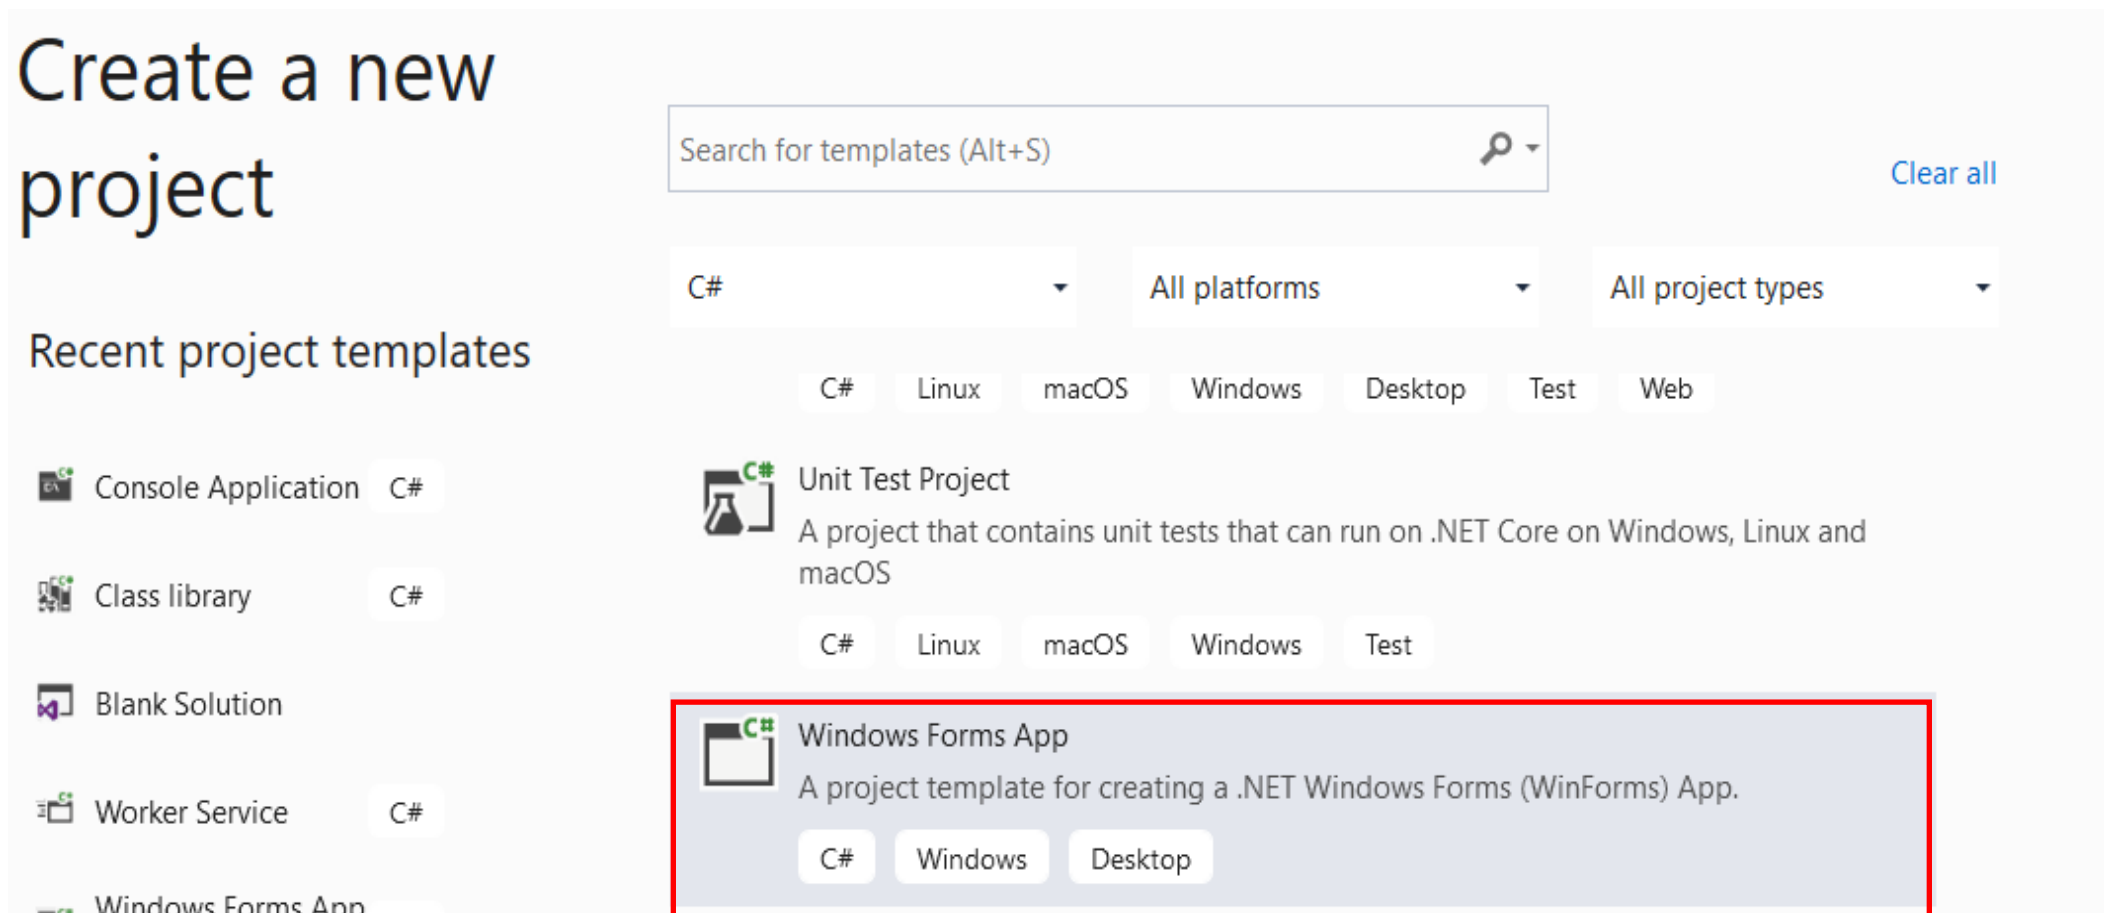 Create a new
project
Search for templates (Alt+S)
Clear all
C#
All platforms
All project types
Recent project templates
Console Application C#
Class library C#
Blank Solution
Worker Service C#
Windows Forms App
C# Linux macOS Windows Desktop Test Web
C#
Unit Test Project
A project that contains unit tests that can run on .NET Core on Windows, Linux and
macOS
C# Linux macOS Windows Test
C#
Windows Forms App
A project template for creating a .NET Windows Forms (WinForms) App.
C# Windows Desktop